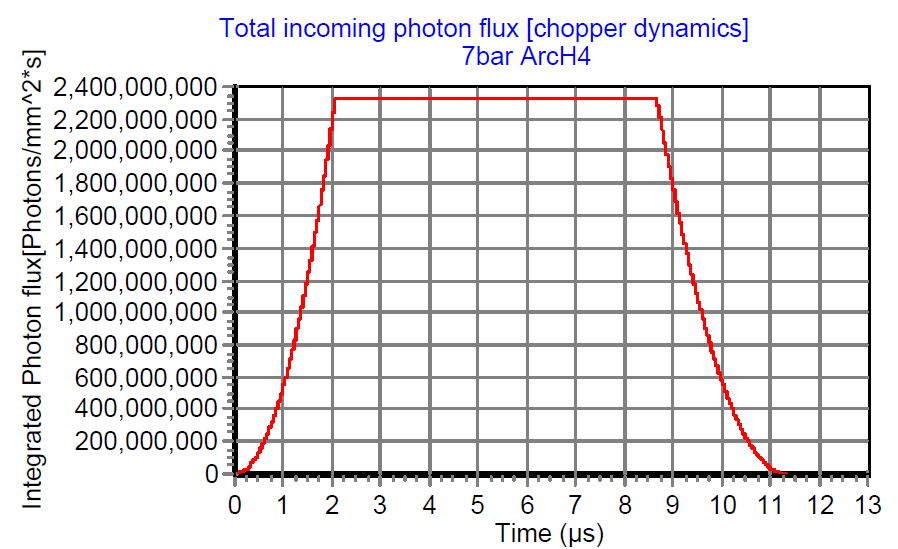 Total incoming photon flux [chopper dynamics]
7bar ArcH4
Integrated Photon flux[Photons/mm^2*s]
2,400,000,000
2,200,000,000
2,000,000,000
1,800,000,000
1,600,000,000
1,400,000,000
1,200,000,000
1,000,000,000
800,000,000
600,000,000
400,000,000
200,000,000
0
0 1 2 3 4 5 6 7 8 9 10 11 12 13
Time (µs)